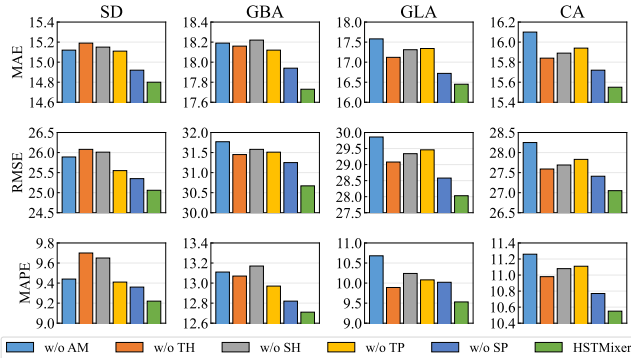 SD GBA GLA CA
MAE
15.4 18.4 17.5 16.2
15.2 18.2 17.0 16.0
15.0 18.0 16.5 15.8
14.8 17.8 16.0 15.6
14.6 17.6 16.0 15.4
RMSE
26.5 32.0 30.0 28.5
26.0 31.5 29.5 28.0
25.5 31.0 29.0 27.5
25.0 30.5 28.5 27.0
24.5 30.0 28.0 26.5
27.5
MAPE
9.8 13.4 11.0 11.4
9.6 13.2 10.5 11.2
9.4 13.0 10.0 11.0
9.2 12.8 9.5 10.8
9.0 12.6 9.0 10.6
10.4
w/o AM w/o TH w/o SH w/o TP w/o SP HSTMixer